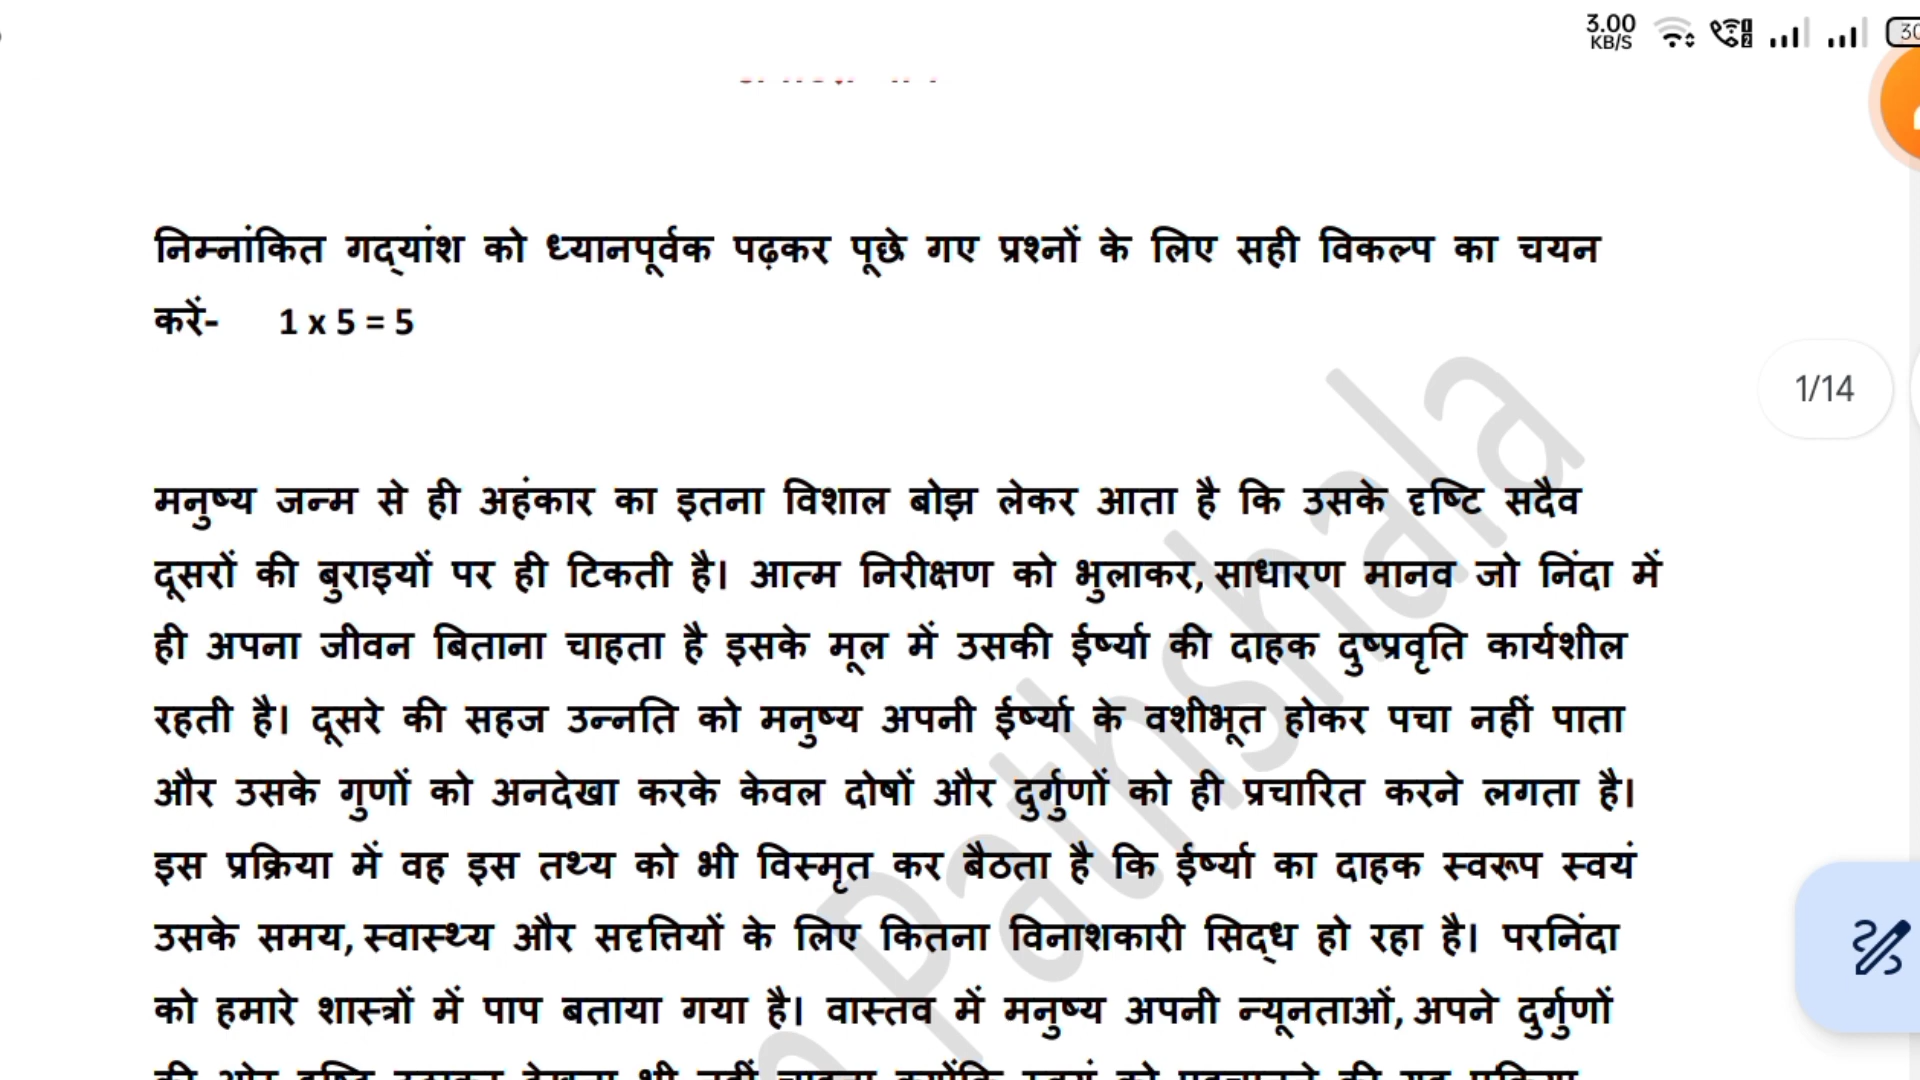 3.00
KB/S
निम्नांकित गद्यांश को ध्यानपूर्वक पढ़कर पूछे गए प्रश्नों के लिए सही विकल्प का चयन
करें- 1 x 5 = 5
1/14
मनुष्य जन्म से ही अहंकार का इतना विशाल बोझ लेकर आता है कि उसके दृष्टि सदैव
दूसरों की बुराइयों पर ही टिकती है। आत्म निरीक्षण को भुलाकर, साधारण मानव जो निंदा में
ही अपना जीवन बिताना चाहता है इसके मूल में उसकी ईर्ष्या की दाहक दुष्प्रवृति कार्यशील
रहती है। दूसरे की सहज उन्नति को मनुष्य अपनी ईर्ष्या के वशीभूत होकर पचा नहीं पाता
और उसके गुणों को अनदेखा करके केवल दोषों और दुर्गुणों को ही प्रचारित करने लगता है।
इस प्रक्रिया में वह इस तथ्य को भी विस्मृत कर बैठता है कि ईर्ष्या का दाहक स्वरूप स्वयं
उसके समय, स्वास्थ्य और सदृत्तियों के लिए कितना विनाशकारी सिद्ध हो रहा है। परनिंदा
को हमारे शास्त्रों में पाप बताया गया है। वास्तव में मनुष्य अपनी न्यूनताओं, अपने दुर्गुणों
Pathshala